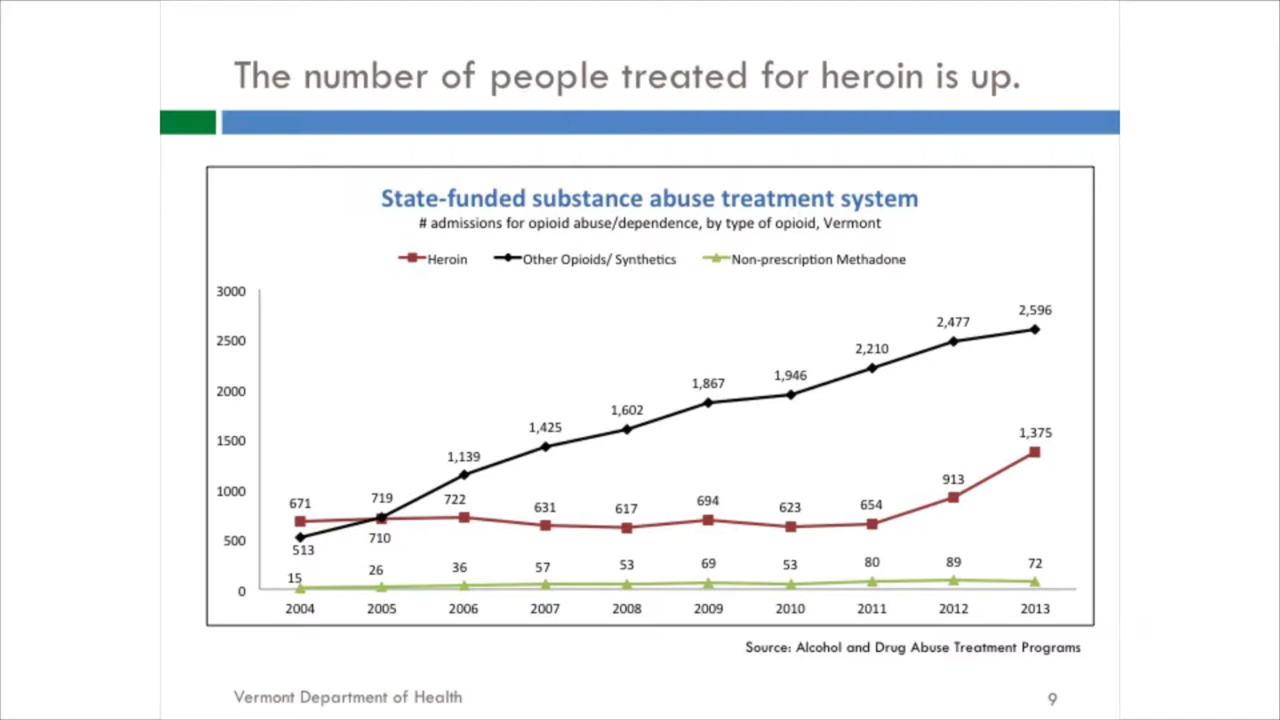 The number of people treated for heroin is up.
State-funded substance abuse treatment system
# admissions for opioid abuse/dependence, by type of opioid, Vermont
Heroin Other Opioids/ Synthetics Non-prescription Methadone
3000
2500
2000
1500
1000
500
0
671 719 722 631 617 694 623 654 913 1,375
513 710 1,139 1,425 1,602 1,867 1,946 2,210 2,477 2,596
15 26 36 57 53 69 53 80 89 72
2004 2005 2006 2007 2008 2009 2010 2011 2012 2013
Source: Alcohol and Drug Abuse Treatment Programs
Vermont Department of Health 9